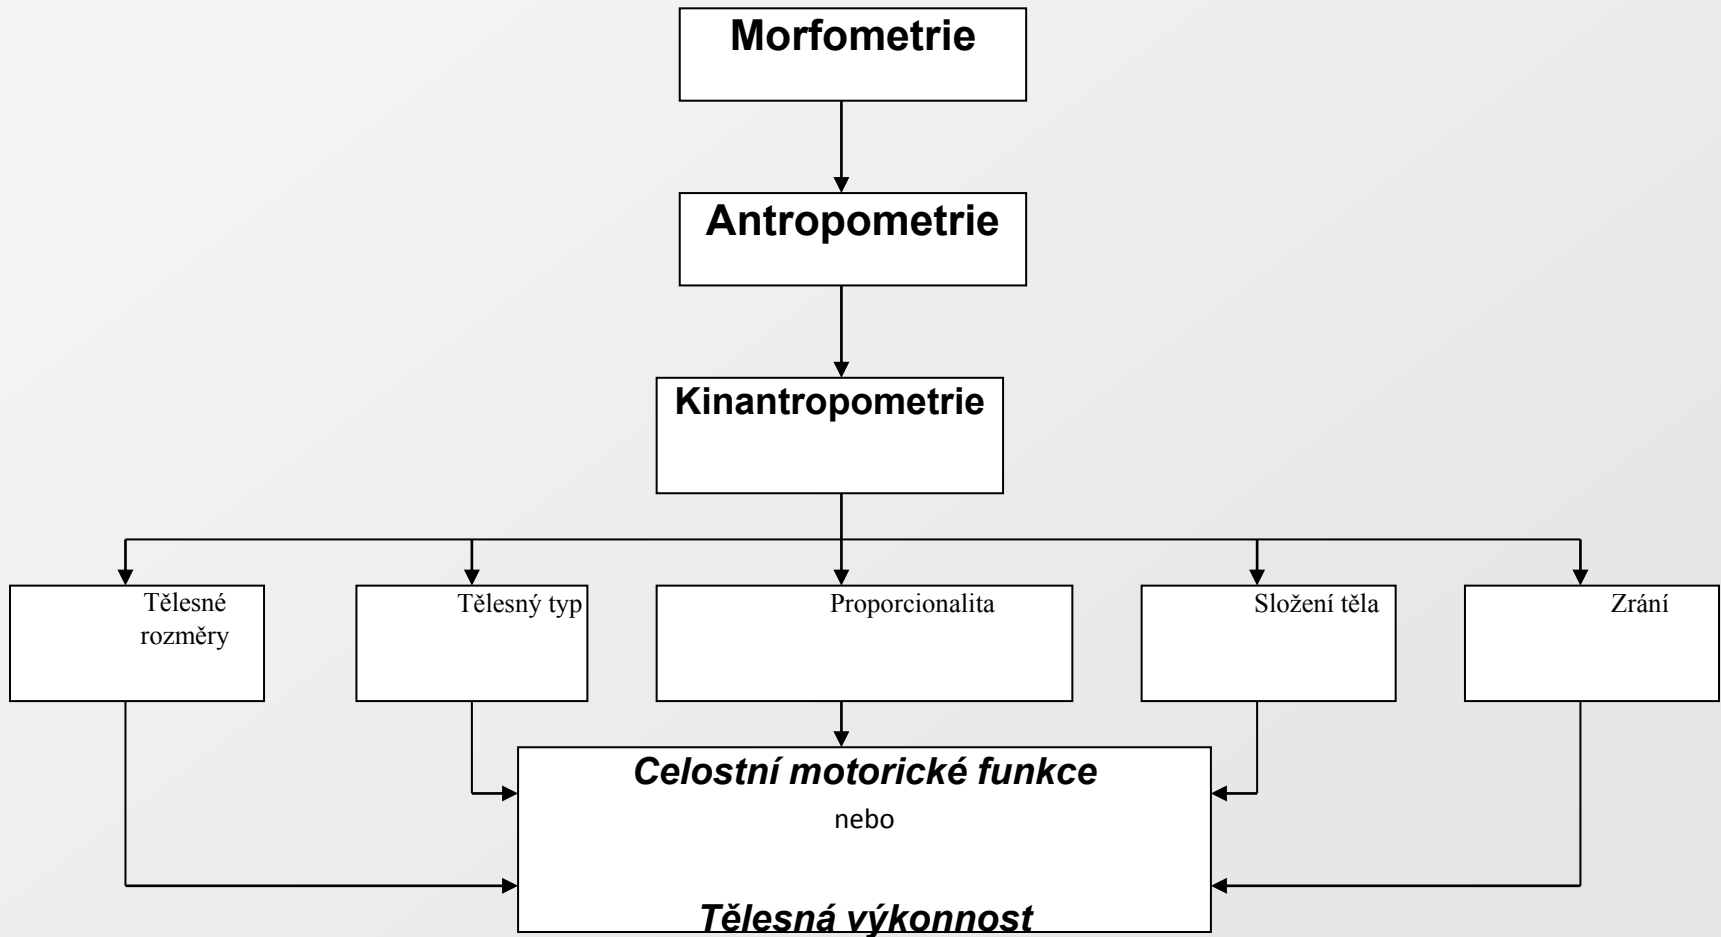 Morfometrie
Antropometrie
Kinantropometrie
Tělesné
rozměry
Tělesný typ
Proporcionalita
Složení těla
Zrání
Celostní motorické funkce
nebo
Tělesná výkonnost